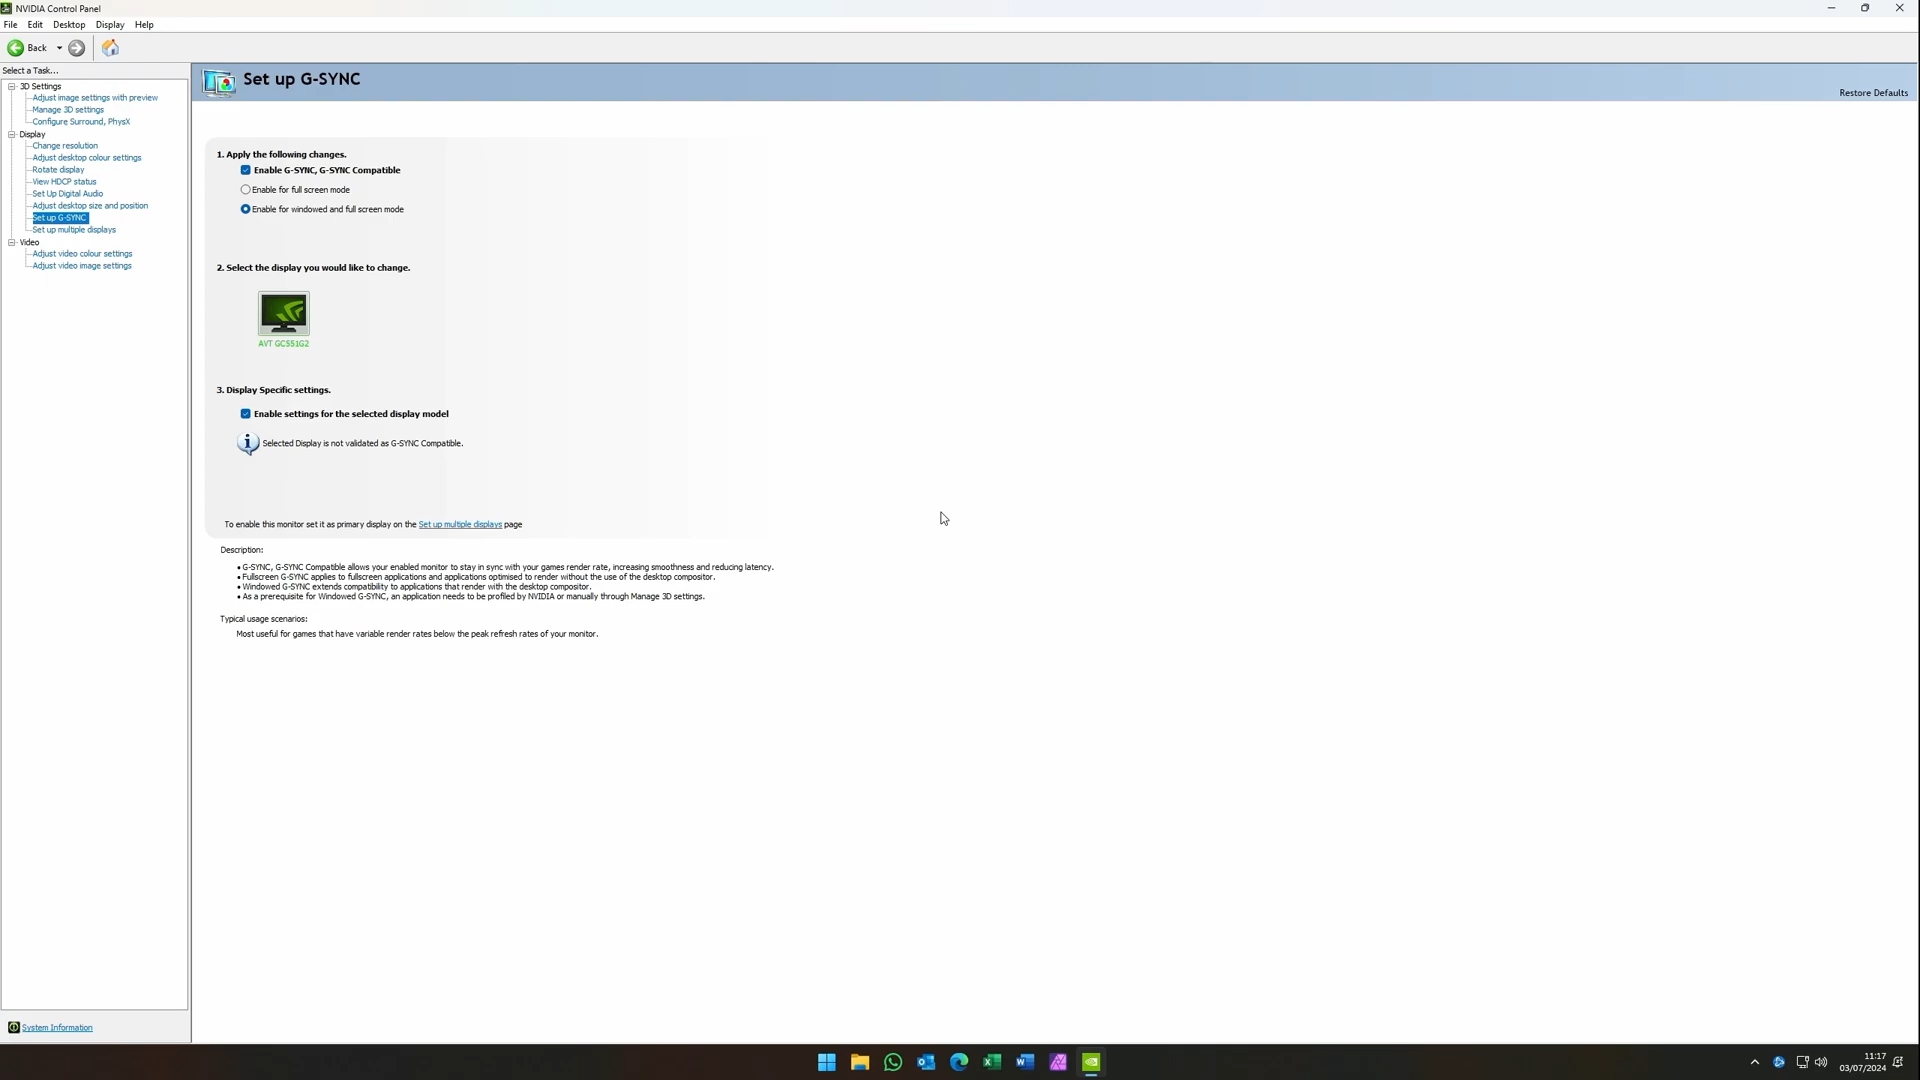 NVIDIA Control Panel
File Edit Desktop Display Help
Back
Select a Task...
3D Settings
Adjust image settings with preview
Manage 3D settings
Configure Surround, PhysX
Display
Change resolution
Adjust desktop colour settings
Rotate display
View HDCP status
Set Up Digital Audio
Adjust desktop size and position
Set up G-SYNC
Set up multiple displays
Video
Adjust video colour settings
Adjust video image settings
System Information
Set up G-SYNC
Restore Defaults
1. Apply the following changes.
Enable G-SYNC, G-SYNC Compatible
Enable for full screen mode
Enable for windowed and full screen mode
2. Select the display you would like to change.
AVT GC551G2
3. Display Specific settings.
Enable settings for the selected display model
Selected Display is not validated as G-SYNC Compatible.
To enable this monitor set it as primary display on the Set up multiple displays page
Description:
• G-SYNC, G-SYNC Compatible allows your enabled monitor to stay in sync with your games render rate, increasing smoothness and reducing latency.
• Fullscreen G-SYNC applies to fullscreen applications and applications optimised to render without the use of the desktop compositor.
• Windowed G-SYNC extends compatibility to applications that render with the desktop compositor.
• As a prerequisite for Windowed G-SYNC, an application needs to be profiled by NVIDIA or manually through Manage 3D settings.
Typical usage scenarios:
Most useful for games that have variable render rates below the peak refresh rates of your monitor.
11:17
03/07/2024